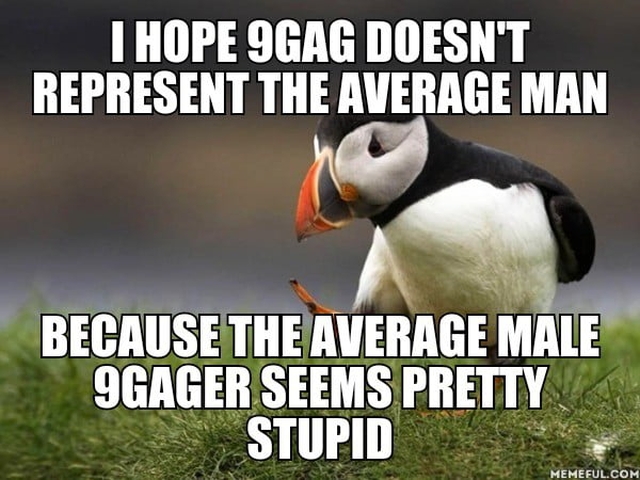 I HOPE 9GAG DOESN'T
REPRESENT THE AVERAGE MAN
BECAUSE THE AVERAGE MALE
9GAGER SEEMS PRETTY
STUPID
MEMEFUL.COM